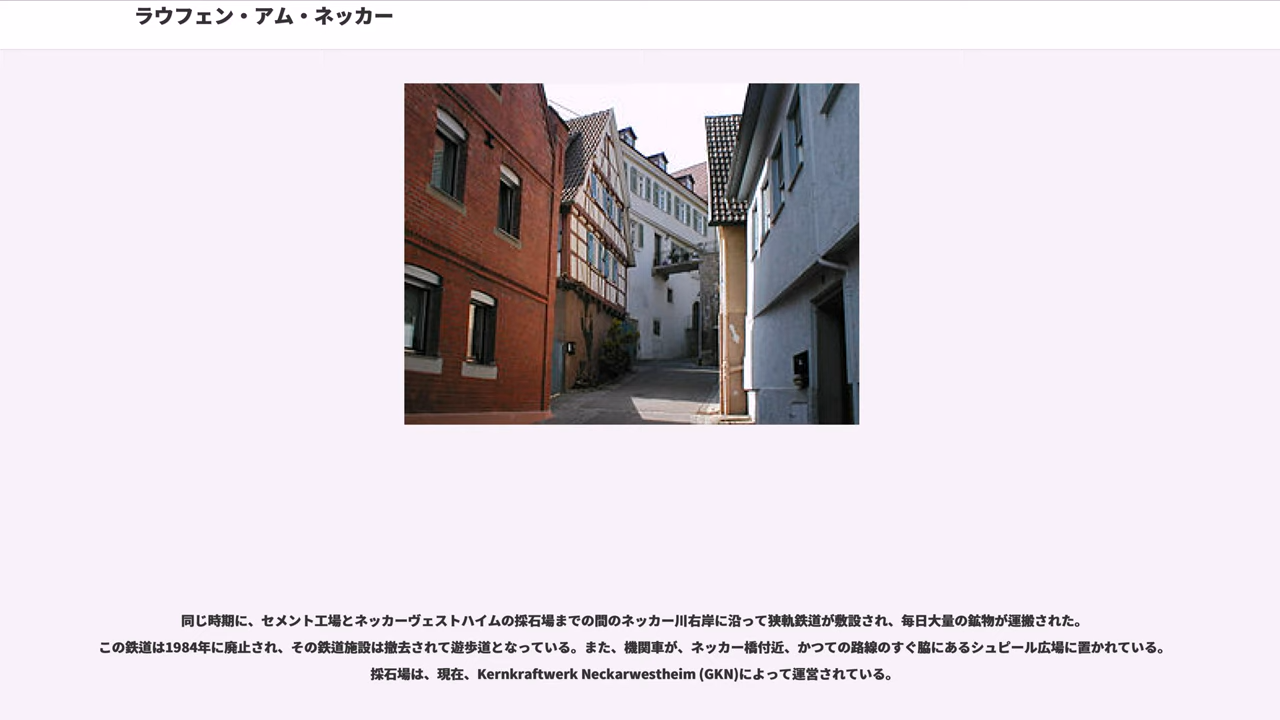 ラウフェン・アム・ネッカー
同じ時期に、セメント工場とネッカーヴェストハイムの採石場までの間のネッカー川右岸に沿って狭軌鉄道が敷設され、毎日大量の鉱物が運搬された。
この鉄道は1984年に廃止され、その鉄道施設は撤去されて遊歩道となっている。また、機関車が、ネッカー橋付近、かつての路線のすぐ脇にあるシュピール広場に置かれている。
採石場は、現在、Kernkraftwerk Neckarwestheim (GKN)によって運営されている。